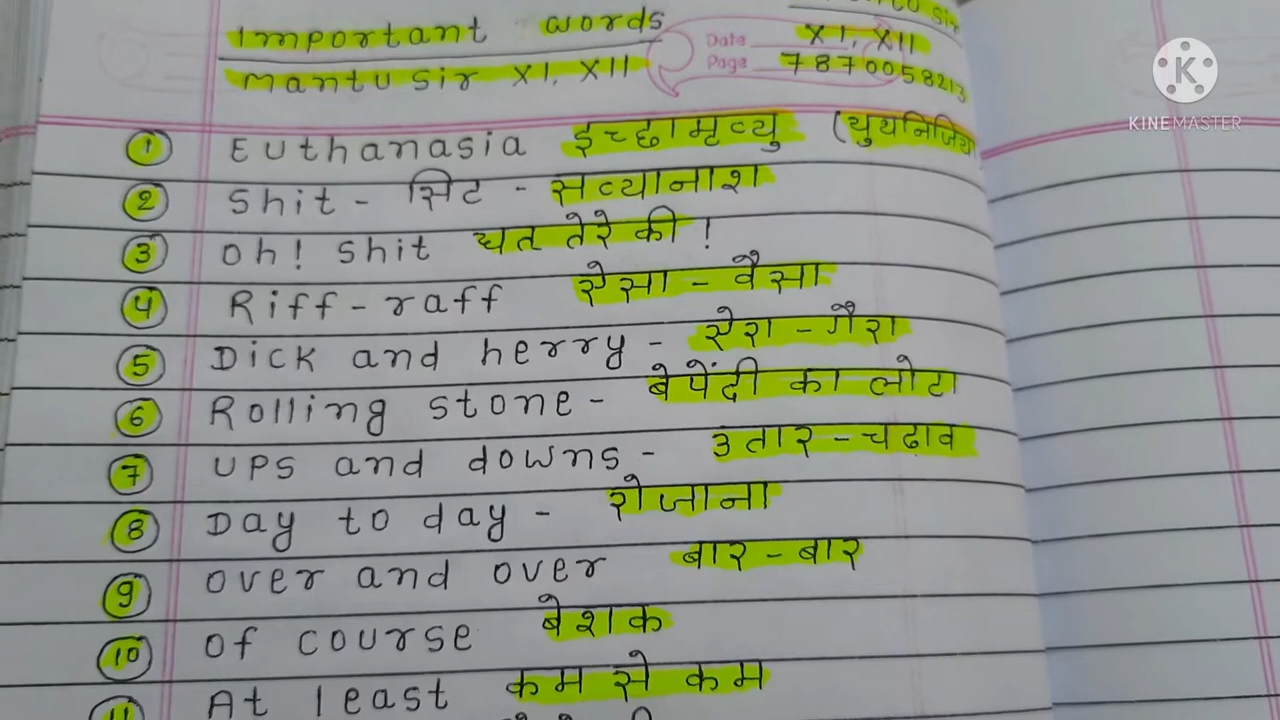 Important words
Date XI, XII
Mantu Sir XI, XII
Page 7870058213
KINEMASTER
① Euthanasia इच्छामृत्यु (युथनिजिया
② Shit - सिट - सत्यानाश
③ Oh! Shit धत तेरे की !
④ Riff-raff ऐसा - वैसा
⑤ Dick and herry - ऐरा - गैरा
⑥ Rolling stone - बेपेंदी का लोटा
⑦ UPS and downs - उतार-चढ़ाव
⑧ Day to day - रोजाना
⑨ Over and over बार-बार
⑩ Of course बेशक
⑪ At least कम से कम